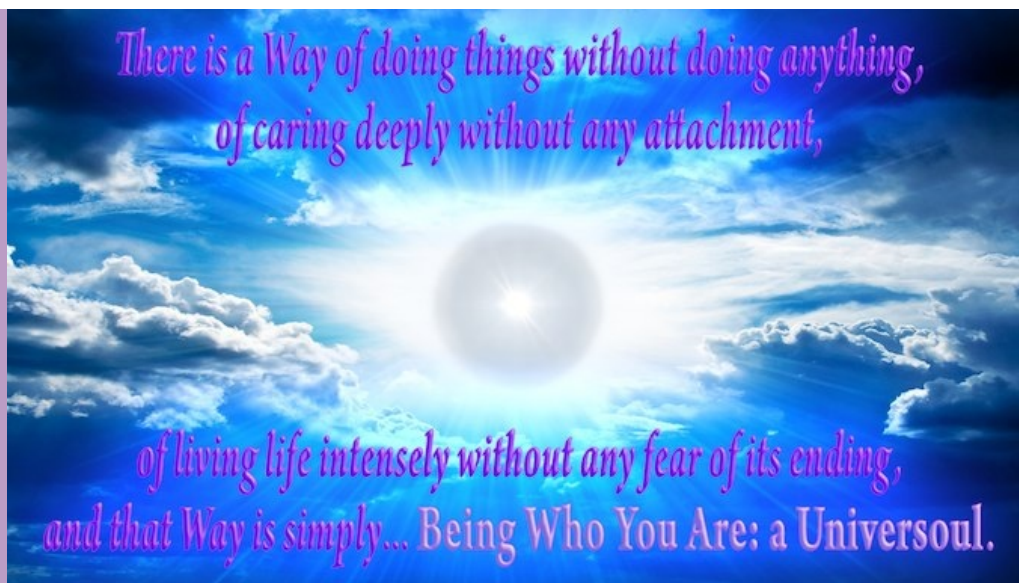 There is a Way of doing things without doing anything,
of caring deeply without any attachment,
of living life intensely without any fear of its ending,
and that Way is simply... Being Who You Are: a Universoul.